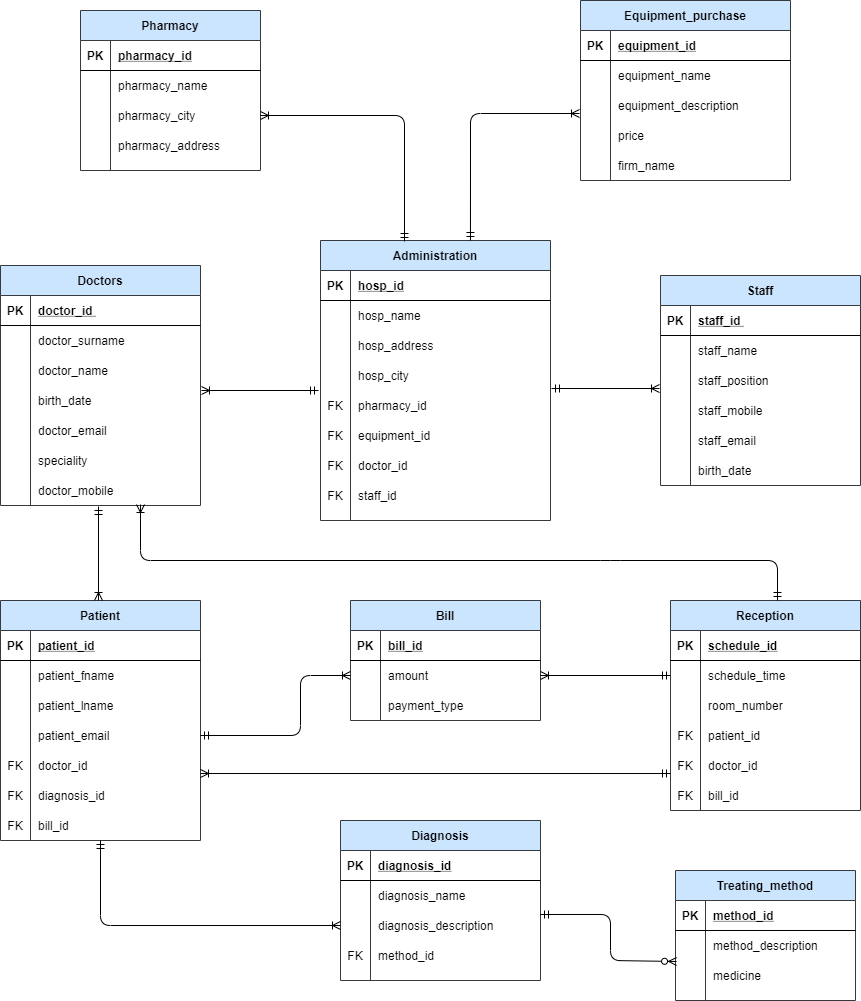 Pharmacy
PK pharmacy_id
pharmacy_name
pharmacy_city
pharmacy_address
Equipment_purchase
PK equipment_id
equipment_name
equipment_description
price
firm_name
Doctors
PK doctor_id
doctor_surname
doctor_name
birth_date
doctor_email
speciality
doctor_mobile
Administration
PK hosp_id
hosp_name
hosp_address
hosp_city
FK pharmacy_id
FK equipment_id
FK doctor_id
FK staff_id
Staff
PK staff_id
staff_name
staff_position
staff_mobile
staff_email
birth_date
Patient
PK patient_id
patient_fname
patient_lname
patient_email
FK doctor_id
FK diagnosis_id
FK bill_id
Bill
PK bill_id
amount
payment_type
Reception
PK schedule_id
schedule_time
room_number
FK patient_id
FK doctor_id
FK bill_id
Diagnosis
PK diagnosis_id
diagnosis_name
diagnosis_description
FK method_id
Treating_method
PK method_id
method_description
medicine